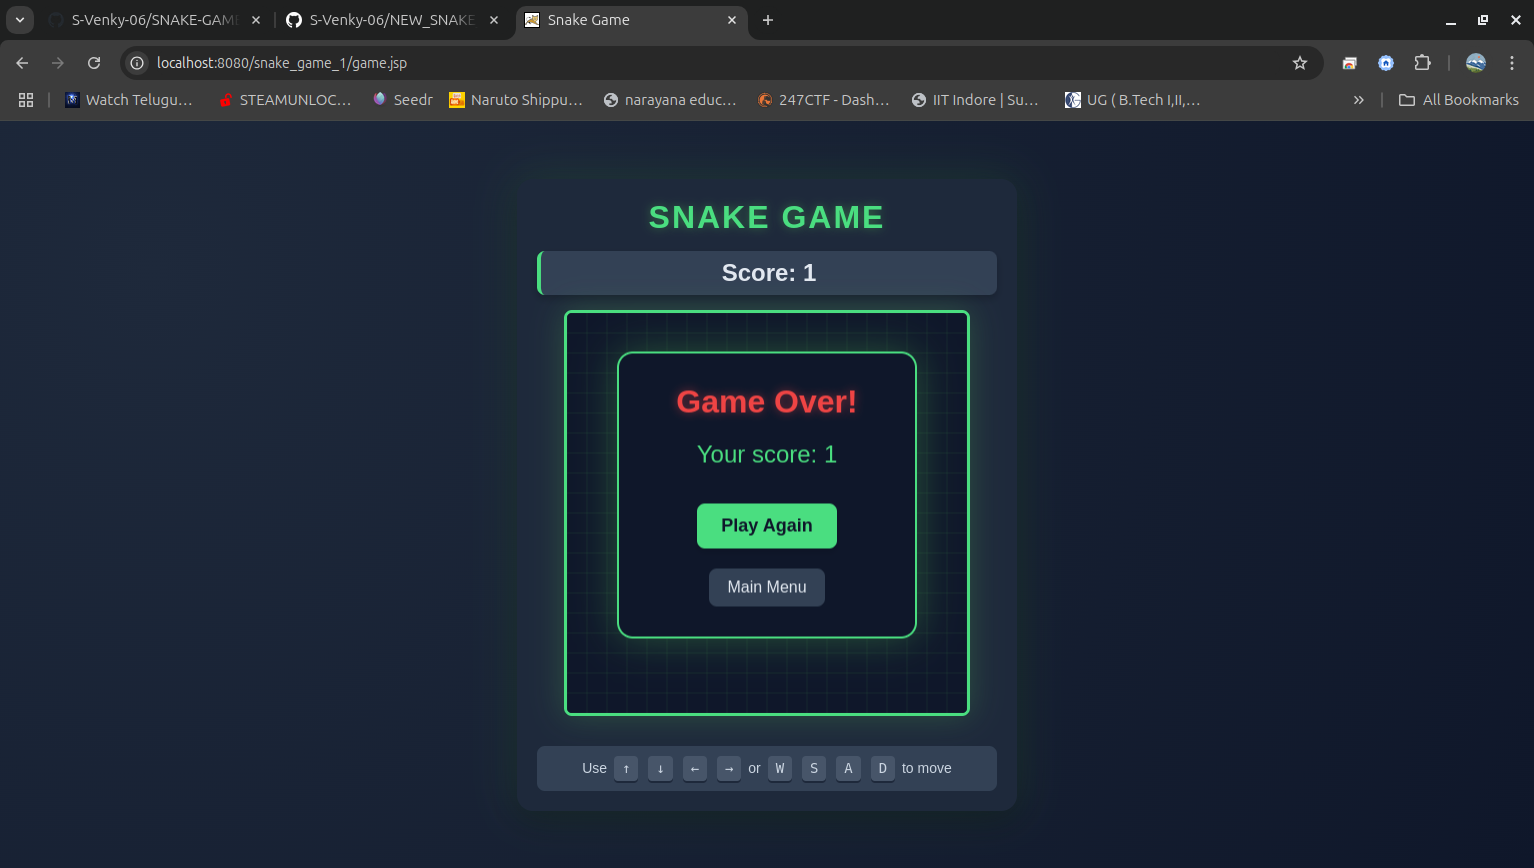 S-Venky-06/SNAKE-GAM
S-Venky-06/NEW_SNAKE
Snake Game
localhost:8080/snake_game_1/game.jsp
Watch Telugu…
STEAMUNLOC…
Seedr
Naruto Shippu…
narayana educ…
247CTF - Dash…
IIT Indore | Su…
UG ( B.Tech I,II,…
All Bookmarks
SNAKE GAME
Score: 1
Game Over!
Your score: 1
Play Again
Main Menu
Use ↑ ↓ ← → or W S A D to move